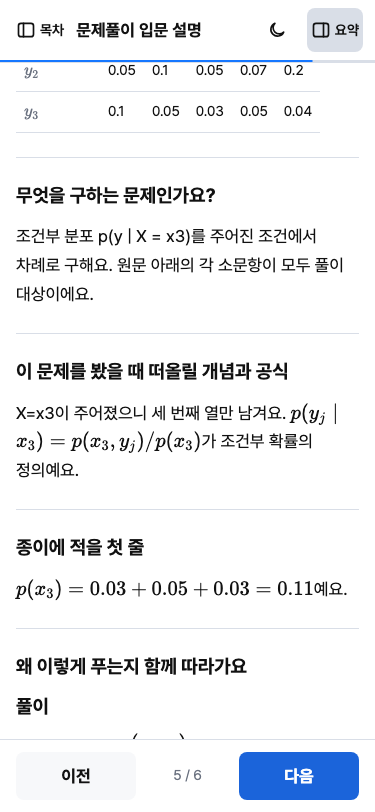 목차 문제풀이 입문 설명 요약
y₂ 0.05 0.1 0.05 0.07 0.2
y₃ 0.1 0.05 0.03 0.05 0.04
무엇을 구하는 문제인가요?
조건부 분포 p(y | X = x3)를 주어진 조건에서
차례로 구해요. 원문 아래의 각 소문항이 모두 풀이
대상이에요.
이 문제를 봤을 때 떠올릴 개념과 공식
X=x3이 주어졌으니 세 번째 열만 남겨요. p(yⱼ |
x₃) = p(x₃, yⱼ)/p(x₃)가 조건부 확률의
정의예요.
종이에 적을 첫 줄
p(x₃) = 0.03 + 0.05 + 0.03 = 0.11예요.
왜 이렇게 푸는지 함께 따라가요
풀이
이전 5 / 6 다음